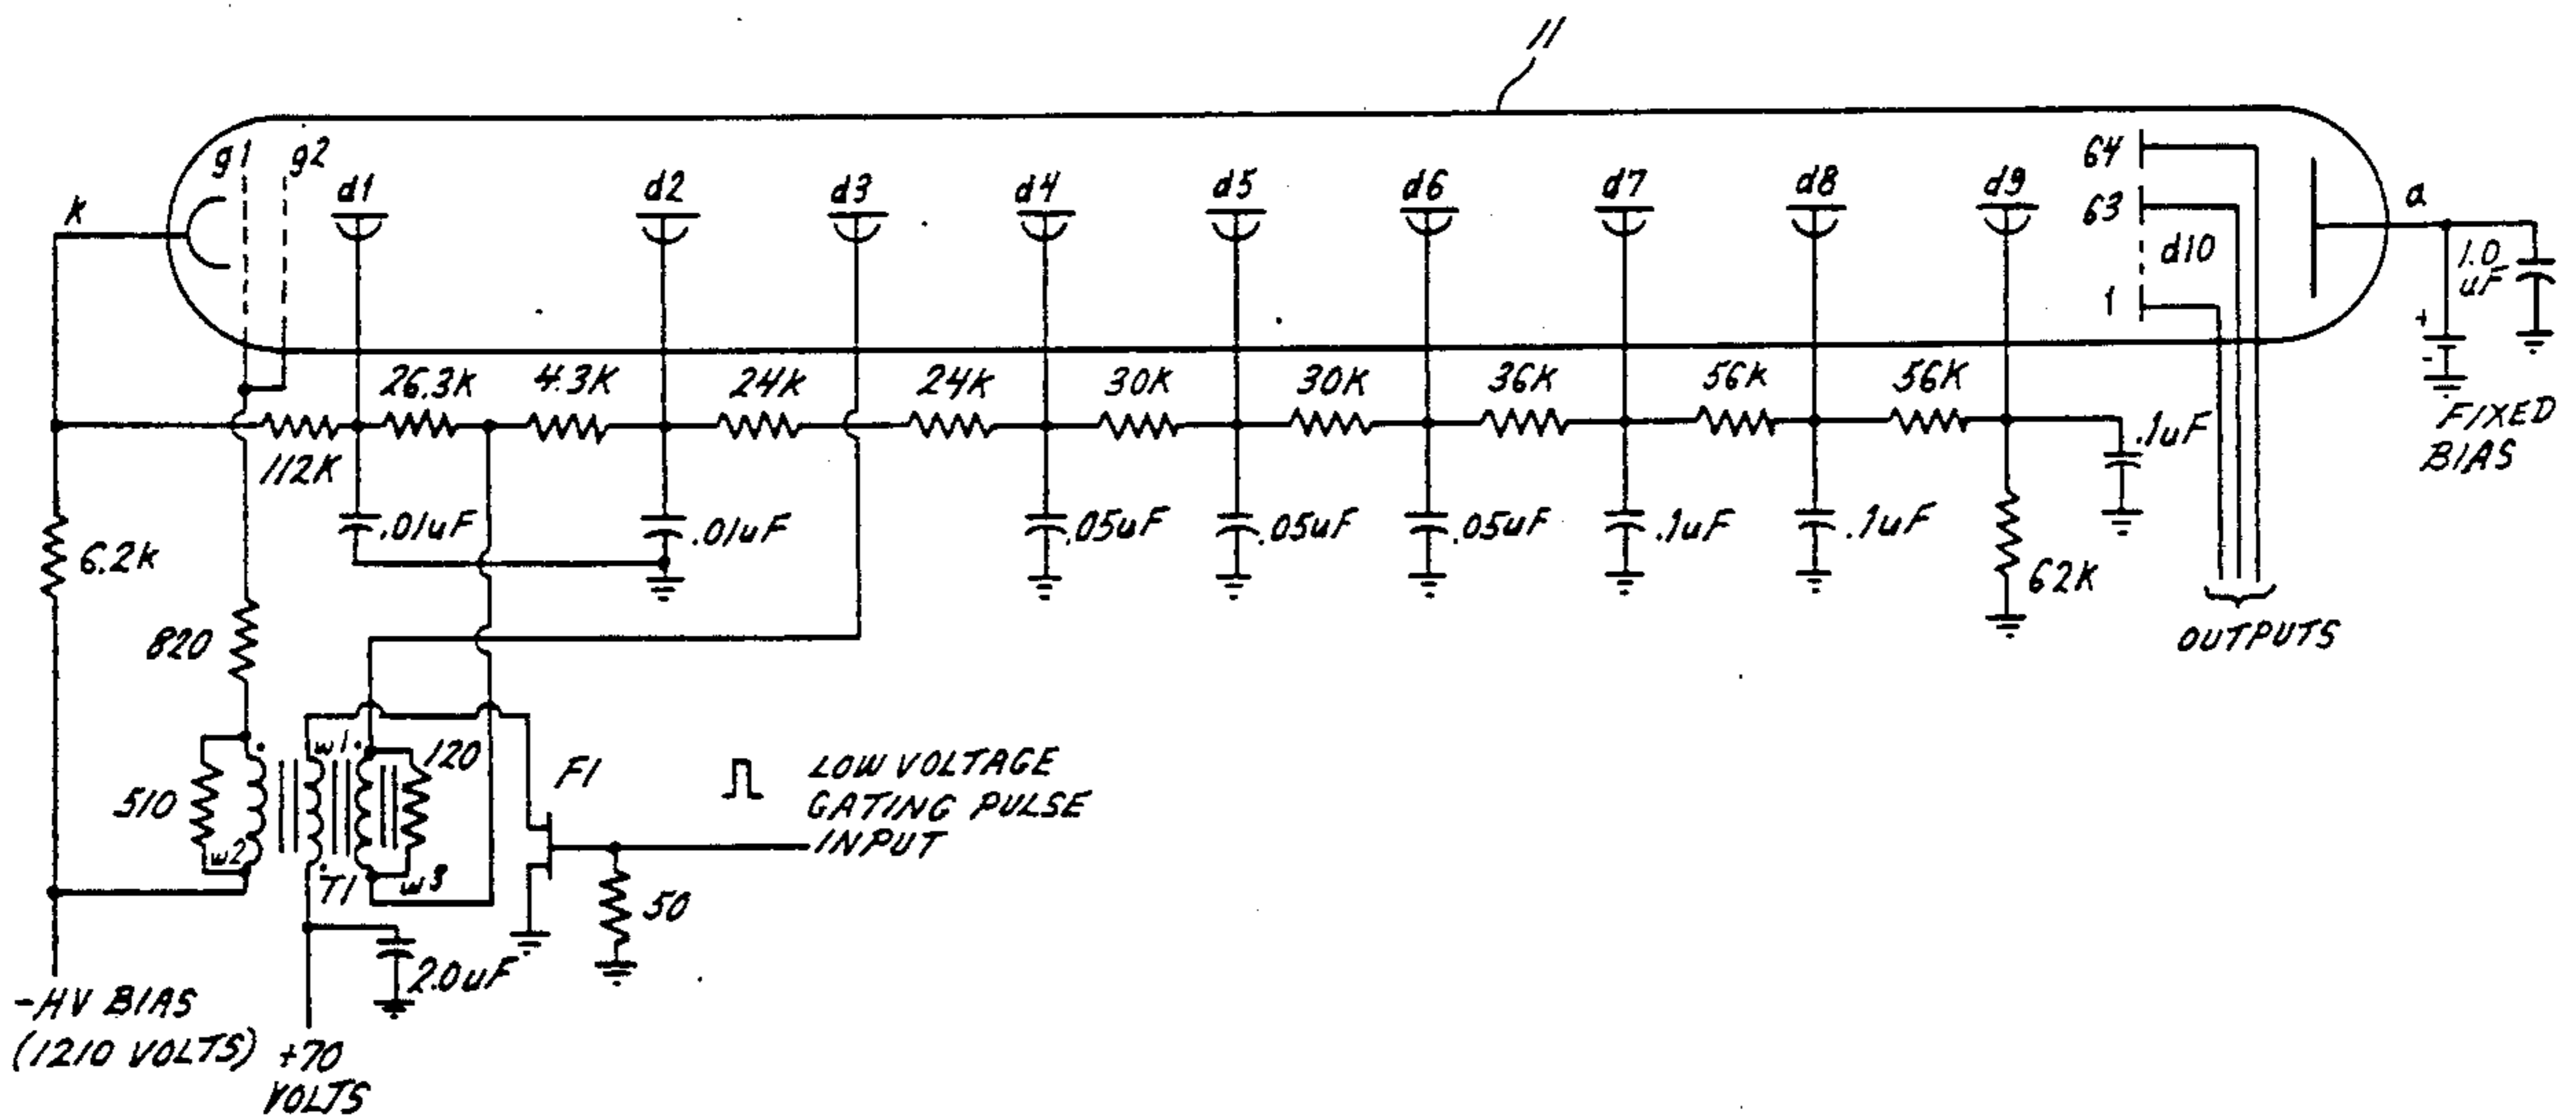 11
g1
g2
k
d1
d2
d3
d4
d5
d6
d7
d8
d9
64
63
d10
1
a
1.0
uF
+
-
FIXED
BIAS
26.3K
4.3K
24K
24K
30K
30K
36K
56K
56K
112K
.01uF
.01uF
.05uF
.05uF
.05uF
.1uF
.1uF
.1uF
6.2K
62K
OUTPUTS
820
w1
120
510
w2
T1
w3
F1
LOW VOLTAGE
GATING PULSE
INPUT
50
2.0uF
-HV BIAS
(1210 VOLTS)
+70
VOLTS